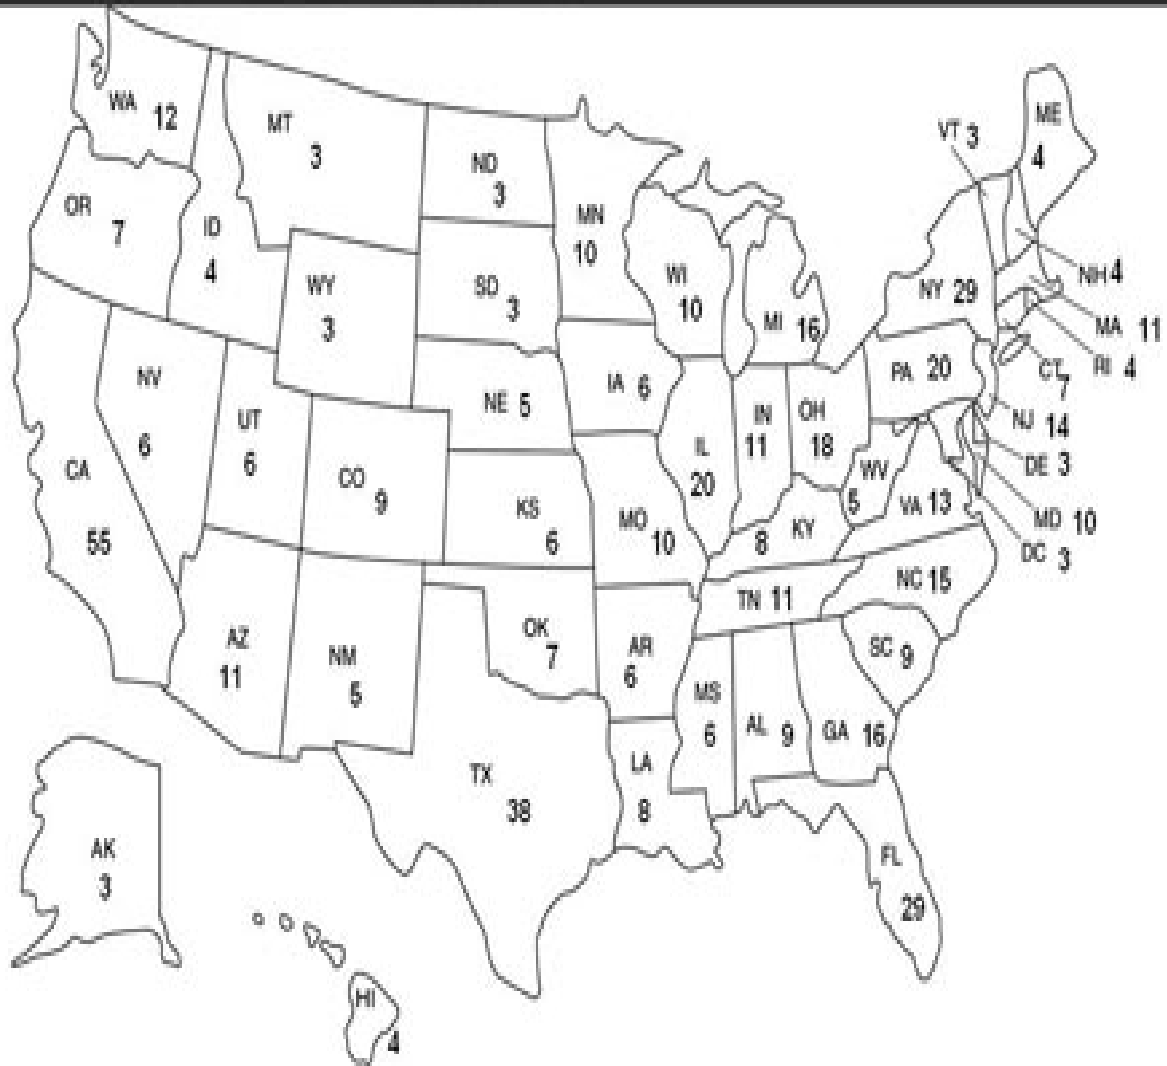 WA 12
MT 3
ND 3
MN 10
VT 3
ME 4
OR 7
ID 4
WY 3
SD 3
WI 10
MI 16
NY 29
NH 4
MA 11
RI 4
CT 7
NV 6
UT 6
NE 5
IA 6
PA 20
NJ 14
CA 55
CO 9
KS 6
MO 10
IL 20
IN 11
OH 18
WV 5
VA 13
DE 3
MD 10
DC 3
KY 8
AZ 11
NM 5
OK 7
AR 6
TN 11
NC 15
SC 9
MS 6
AL 9
GA 16
TX 38
LA 8
FL 29
AK 3
HI 4